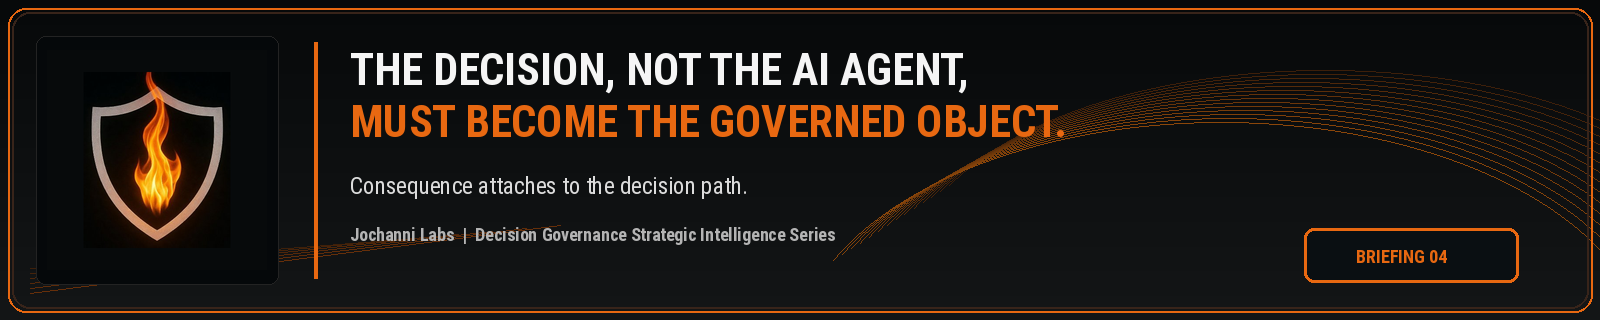 THE DECISION, NOT THE AI AGENT,
MUST BECOME THE GOVERNED OBJECT.
Consequence attaches to the decision path.
Jochanni Labs | Decision Governance Strategic Intelligence Series
BRIEFING 04